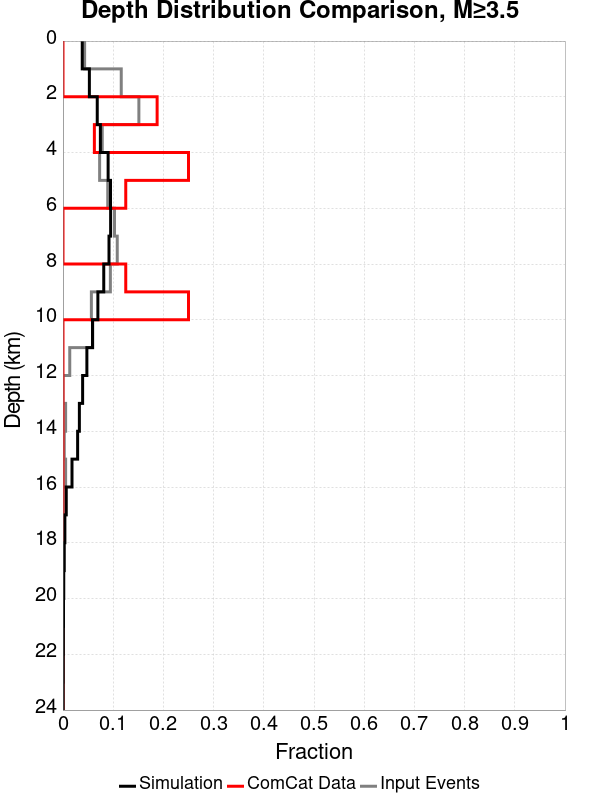 Depth Distribution Comparison, M≥3.5
0
2
4
6
8
10
12
14
16
18
20
22
24
Depth (km)
0 0.1 0.2 0.3 0.4 0.5 0.6 0.7 0.8 0.9 1
Fraction
Simulation ComCat Data Input Events